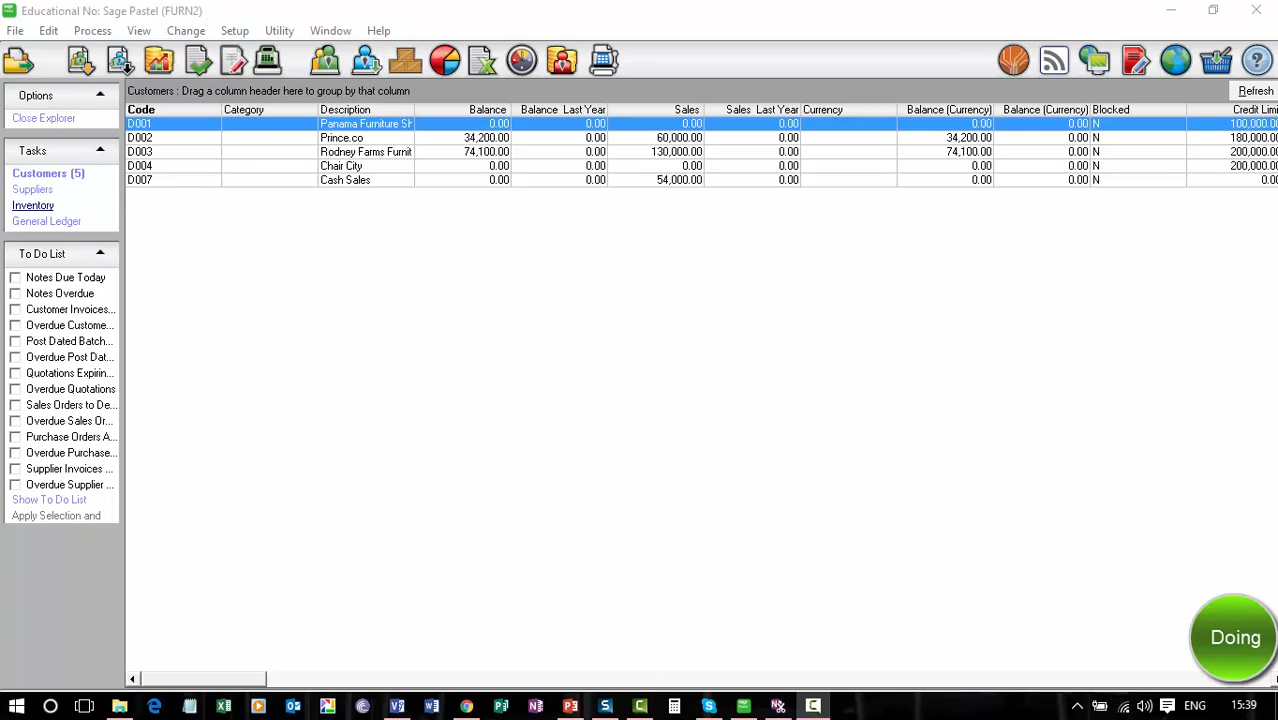 Educational No: Sage Pastel (FURN2)
File Edit Process View Change Setup Utility Window Help
Options
Close Explorer
Tasks
Customers (5)
Suppliers
Inventory
General Ledger
To Do List
Notes Due Today
Notes Overdue
Customer Invoices...
Overdue Custome...
Post Dated Batch...
Overdue Post Dat...
Quotations Expirin...
Overdue Quotations
Sales Orders to De...
Overdue Sales Or...
Purchase Orders A...
Overdue Purchase...
Supplier Invoices ...
Overdue Supplier ...
Show To Do List
Apply Selection and
Customers : Drag a column header here to group by that column
Refresh
Code Category Description Balance Balance Last Year Sales Sales Last Year Currency Balance (Currency) Balance (Currency) Blocked Credit Limi
D001 Panama Furniture Sh 0.00 0.00 0.00 0.00 0.00 0.00 N 100,000.00
D002 Prince.co 34,200.00 0.00 60,000.00 0.00 34,200.00 0.00 N 180,000.00
D003 Rodney Farms Furnit 74,100.00 0.00 130,000.00 0.00 74,100.00 0.00 N 200,000.00
D004 Chair City 0.00 0.00 0.00 0.00 0.00 0.00 N 200,000.00
D007 Cash Sales 0.00 0.00 54,000.00 0.00 0.00 0.00 N 0.00
Doing
ENG 15:39